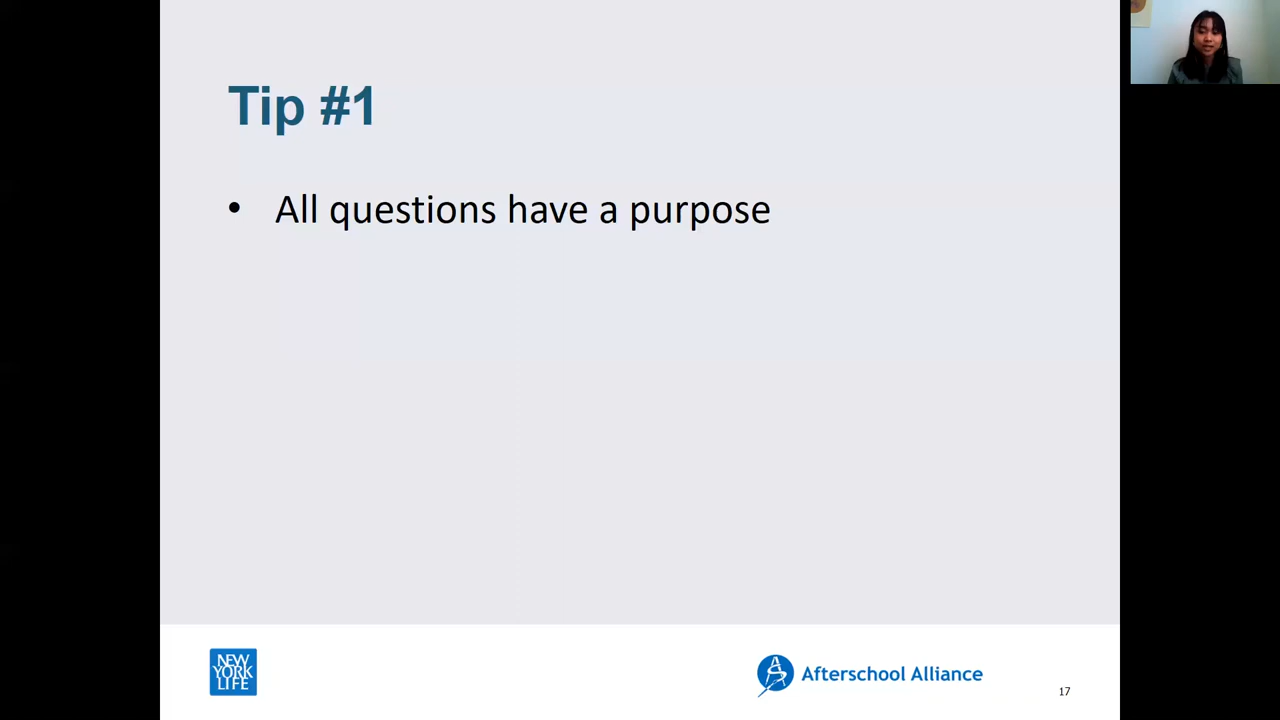 Tip #1
• All questions have a purpose
NEW
YORK
LIFE
Afterschool Alliance
17